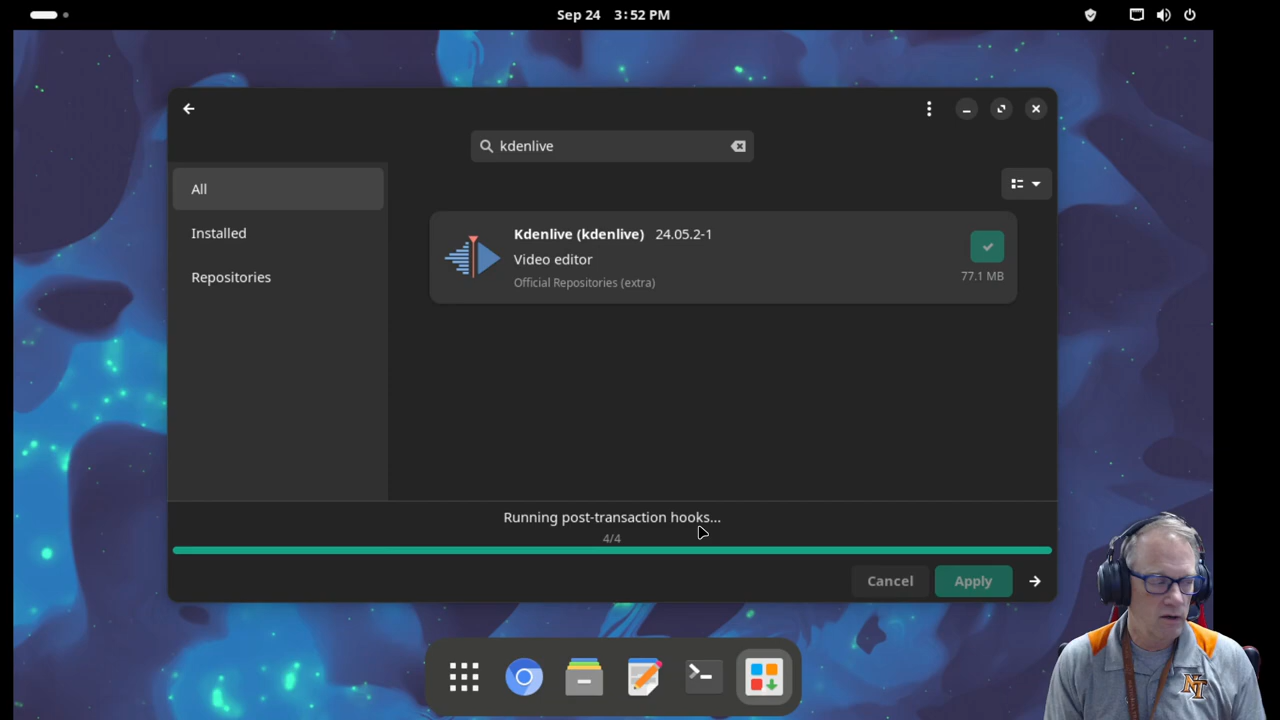 Sep 24 3:52 PM
kdenlive
All
Installed
Repositories
Kdenlive (kdenlive) 24.05.2-1
Video editor
Official Repositories (extra)
77.1 MB
Running post-transaction hooks...
4/4
Cancel Apply
NT